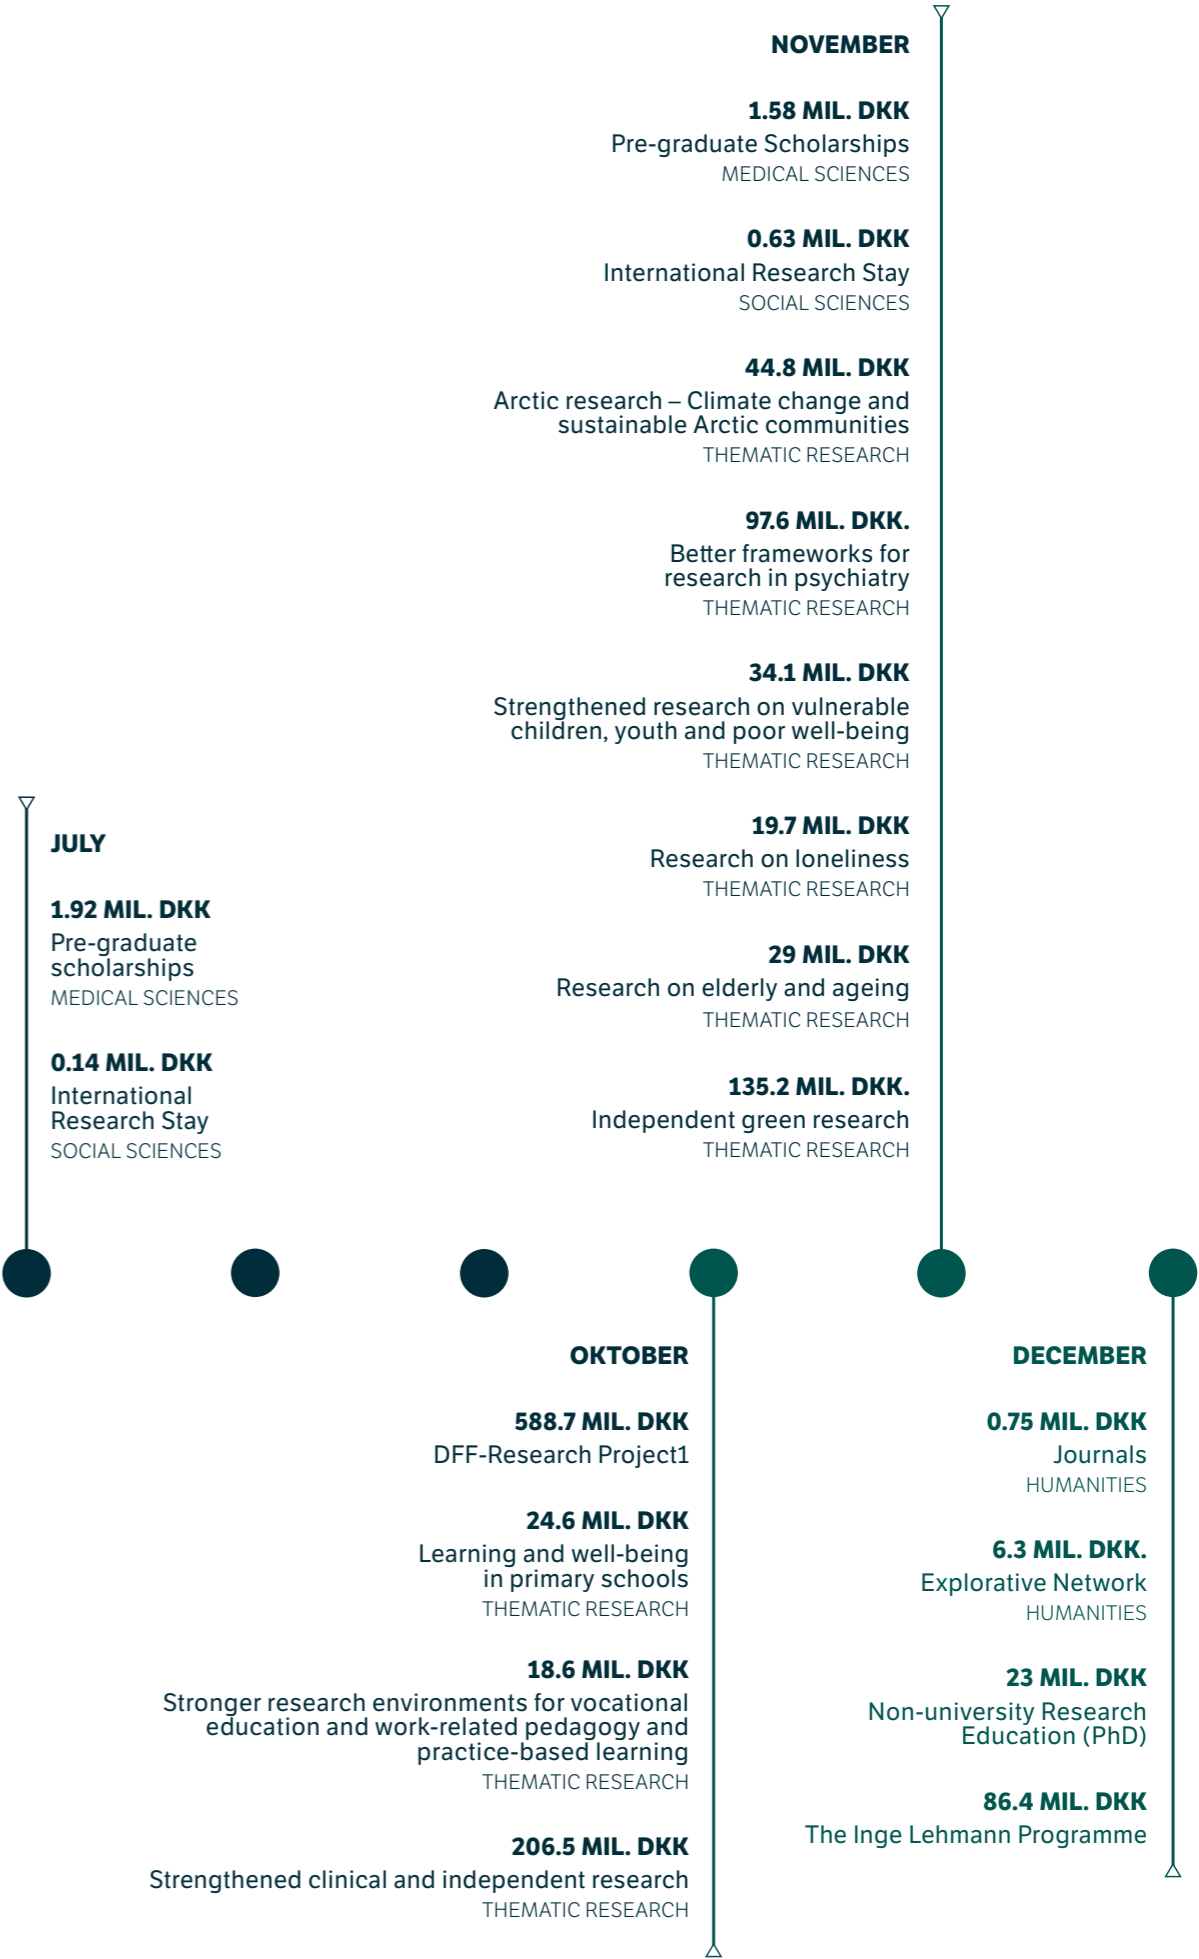 NOVEMBER
1.58 MIL. DKK
Pre-graduate Scholarships
MEDICAL SCIENCES
0.63 MIL. DKK
International Research Stay
SOCIAL SCIENCES
44.8 MIL. DKK
Arctic research – Climate change and
sustainable Arctic communities
THEMATIC RESEARCH
97.6 MIL. DKK.
Better frameworks for
research in psychiatry
THEMATIC RESEARCH
34.1 MIL. DKK
Strengthened research on vulnerable
children, youth and poor well-being
THEMATIC RESEARCH
19.7 MIL. DKK
Research on loneliness
THEMATIC RESEARCH
29 MIL. DKK
Research on elderly and ageing
THEMATIC RESEARCH
135.2 MIL. DKK.
Independent green research
THEMATIC RESEARCH
JULY
1.92 MIL. DKK
Pre-graduate
scholarships
MEDICAL SCIENCES
0.14 MIL. DKK
International
Research Stay
SOCIAL SCIENCES
OKTOBER
588.7 MIL. DKK
DFF-Research Project1
24.6 MIL. DKK
Learning and well-being
in primary schools
THEMATIC RESEARCH
18.6 MIL. DKK
Stronger research environments for vocational
education and work-related pedagogy and
practice-based learning
THEMATIC RESEARCH
206.5 MIL. DKK
Strengthened clinical and independent research
THEMATIC RESEARCH
DECEMBER
0.75 MIL. DKK
Journals
HUMANITIES
6.3 MIL. DKK.
Explorative Network
HUMANITIES
23 MIL. DKK
Non-university Research
Education (PhD)
86.4 MIL. DKK
The Inge Lehmann Programme